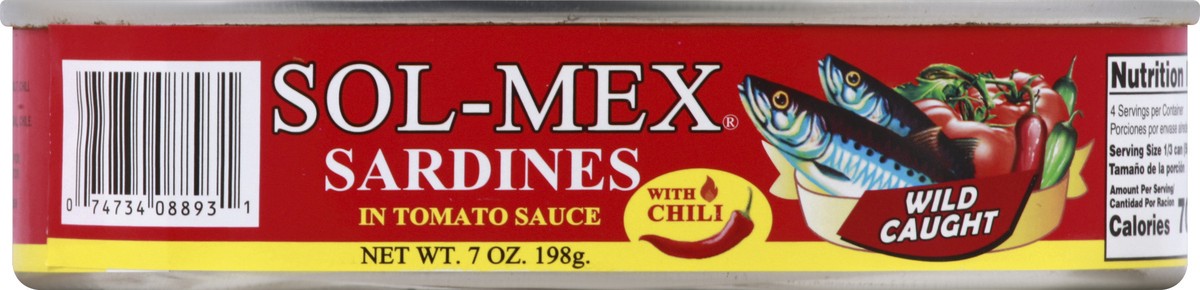 0 74734 08893 1
SOL-MEX®
SARDINES
IN TOMATO SAUCE
NET WT. 7 OZ. 198g.
WITH
CHILI
WILD
CAUGHT
Nutrition
4 Servings per Container
Porciones por envase
Serving Size 1/3 can
Tamaño de la porción
Amount Per Serving/
Cantidad Por Racion
Calories